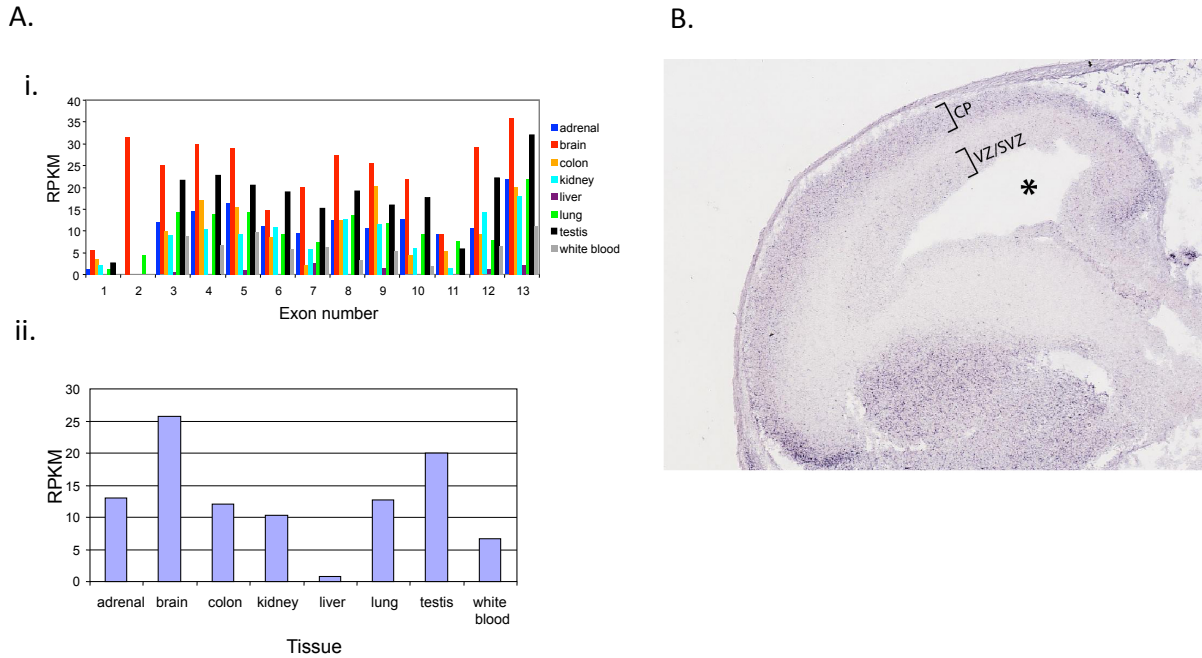 A.
i.
40
35
30
25
20
15
10
5
0
RPKM
1 2 3 4 5 6 7 8 9 10 11 12 13
Exon number
adrenal
brain
colon
kidney
liver
lung
testis
white blood
ii.
30
25
20
15
10
5
0
RPKM
adrenal brain colon kidney liver lung testis white
blood
Tissue
B.
CP
VZ/SVZ
*